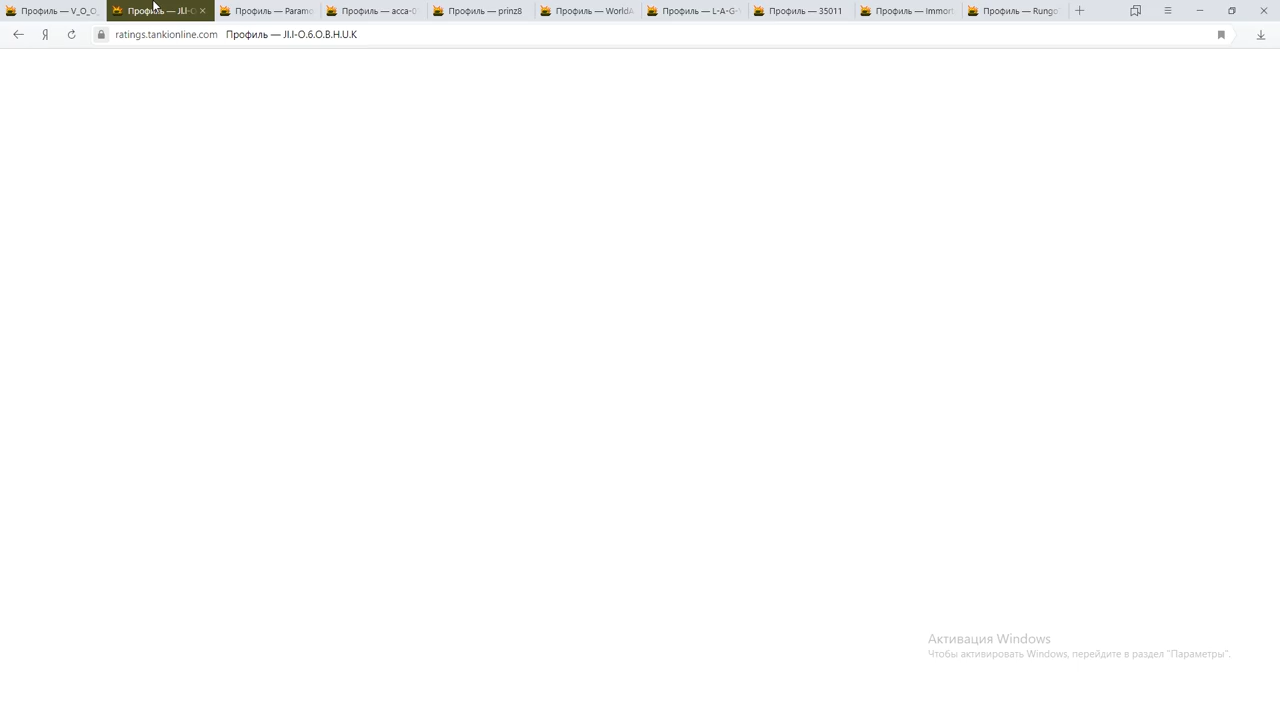 Профиль — V_O_O_
Профиль — JI.I-O
Профиль — Paramo
Профиль — acca-0
Профиль — prinz8
Профиль — WorldA
Профиль — L-A-G-
Профиль — 35011
Профиль — Immort
Профиль — Rungo
ratings.tankionline.com Профиль — JI.I-O.6.O.B.H.U.K
Активация Windows
Чтобы активировать Windows, перейдите в раздел "Параметры".